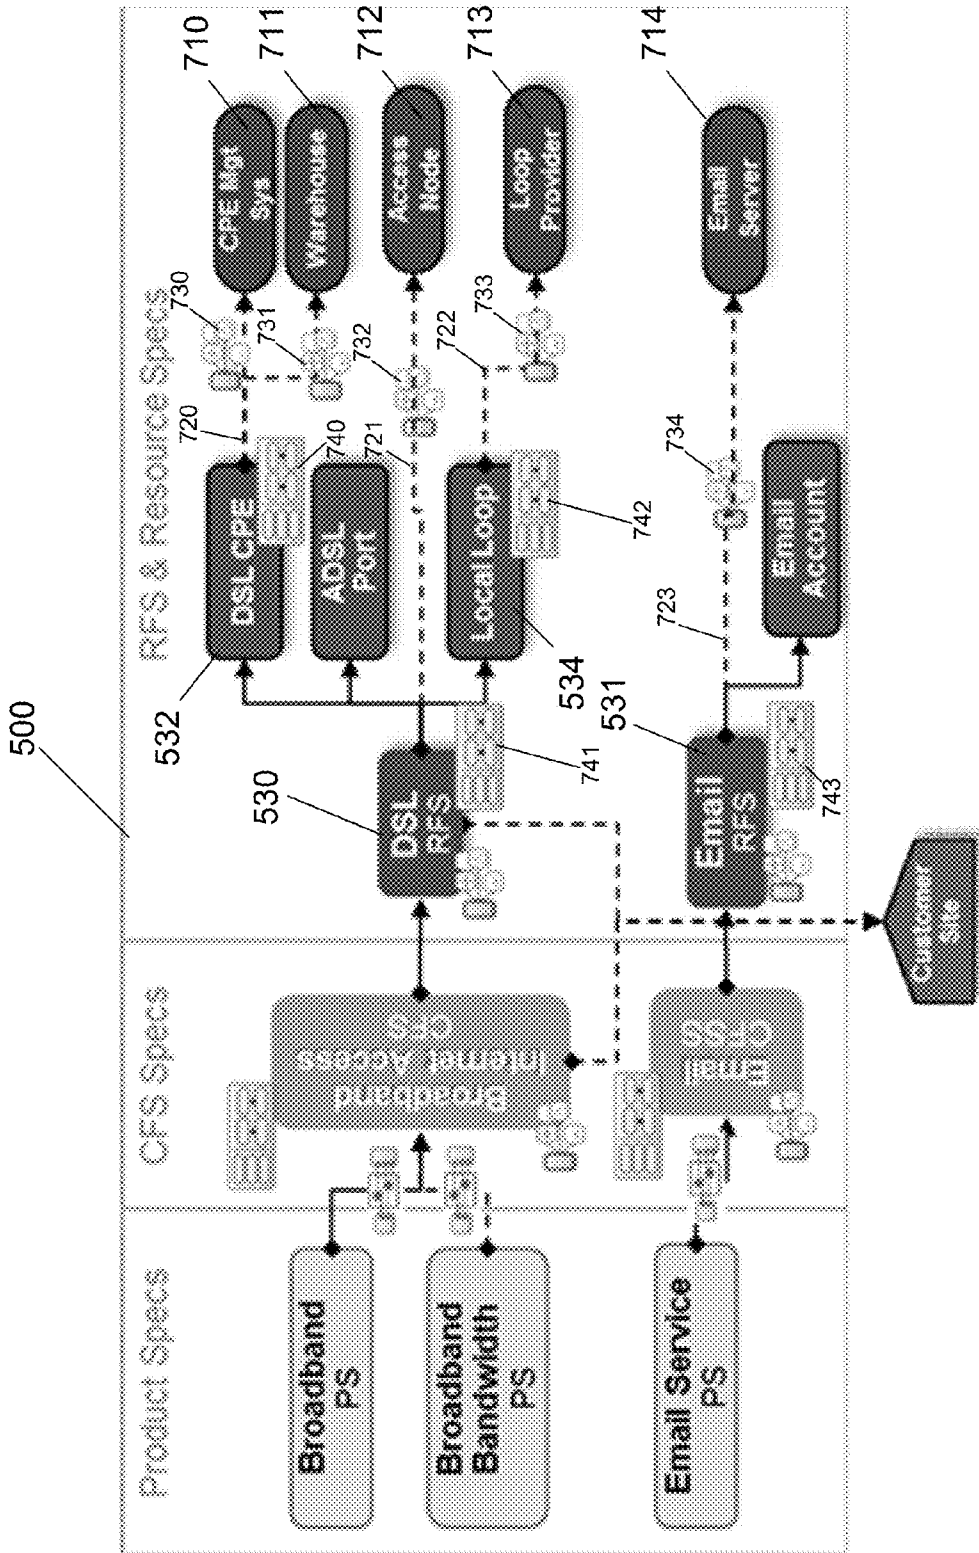 500
Product Specs
CFS Specs
RFS & Resource Specs
Broadband
PS
Broadband
Bandwidth
PS
Email Service
PS
Broadband
Internet Access
CFS
Email
CFSS
530
DSL
RFS
741
531
Email
RFS
743
532
DSL CPE
740
ADSL
Port
Local Loop
534
742
Email
Account
720
721
722
723
730
731
732
733
734
CPE Mgt
Sys
710
Warehouse
711
Access
Node
712
Loop
Provider
713
Email
Server
714
Customer
Site